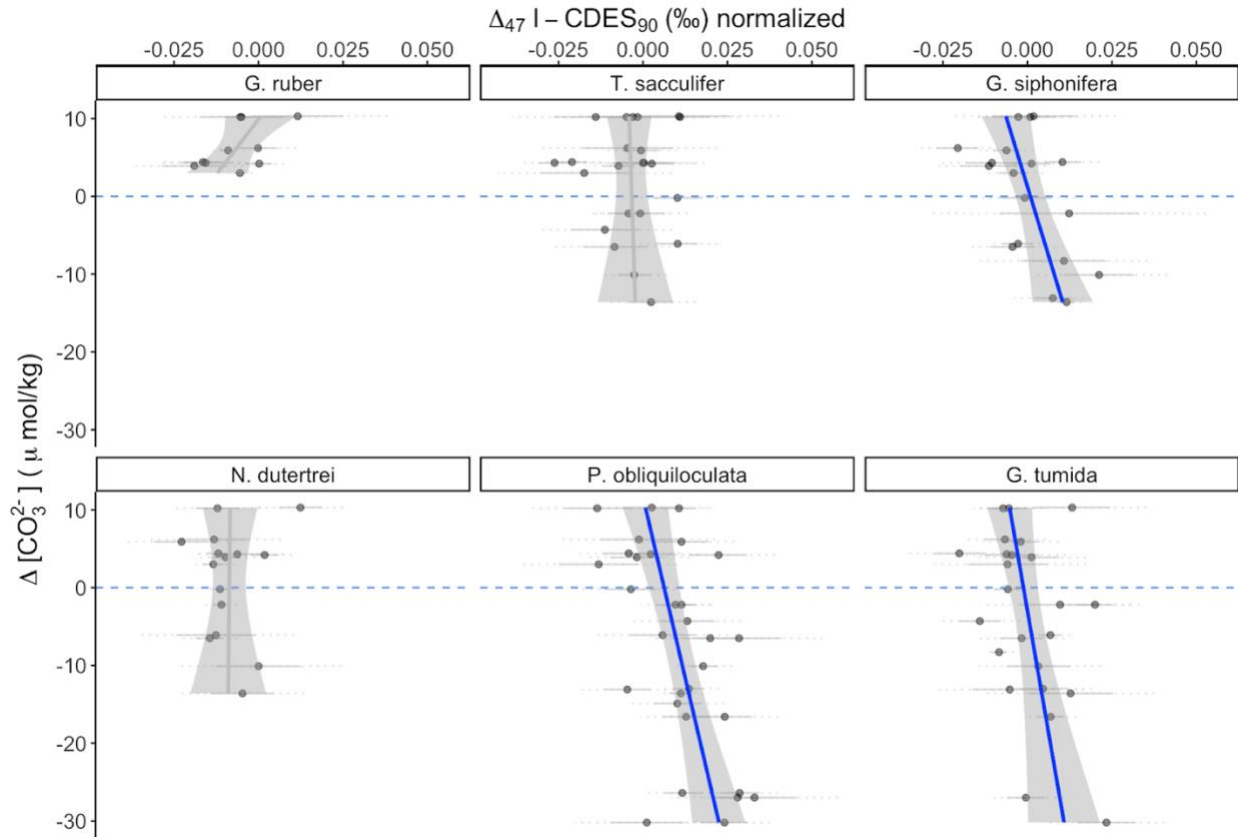 Δ₄₇ I – CDES₉₀ (‰) normalized
-0.025 0.000 0.025 0.050 -0.025 0.000 0.025 0.050 -0.025 0.000 0.025 0.050
G. ruber T. sacculifer G. siphonifera
10
0
-10
-20
-30
Δ [CO₃²⁻] ( μ mol/kg)
N. dutertrei P. obliquiloculata G. tumida
10
0
-10
-20
-30